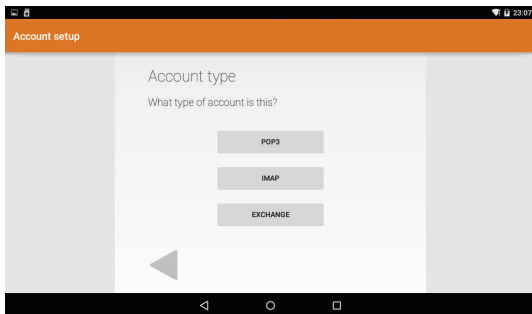 23:07
Account setup
Account type
What type of account is this?
POP3
IMAP
EXCHANGE